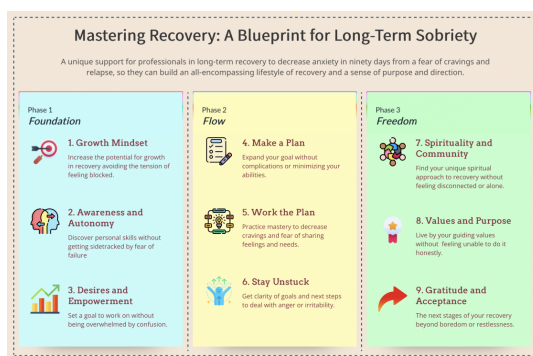 Mastering Recovery: A Blueprint for Long-Term Sobriety
A unique support for professionals in long-term recovery to decrease anxiety in ninety days from a fear of cravings and
relapse, so they can build an all-encompassing lifestyle of recovery and a sense of purpose and direction.
Phase 1
Foundation
1. Growth Mindset
Increase the potential for growth
in recovery avoiding the tension of
feeling blocked.
2. Awareness and
Autonomy
Discover personal skills without
getting sidetracked by fear of
failure
3. Desires and
Empowerment
Set a goal to work on without
being overwhelmed by confusion.
Phase 2
Flow
4. Make a Plan
Expand your goal without
complications or minimizing your
abilities.
5. Work the Plan
Practice mastery to decrease
cravings and fear of sharing
feelings and needs.
6. Stay Unstuck
Get clarity of goals and next steps
to deal with anger or irritability.
Phase 3
Freedom
7. Spirituality and
Community
Find your unique spiritual
approach to recovery without
feeling disconnected or alone.
8. Values and Purpose
Live by your guiding values
without feeling unable to do it
honestly.
9. Gratitude and
Acceptance
The next stages of your recovery
beyond boredom or restlessness.